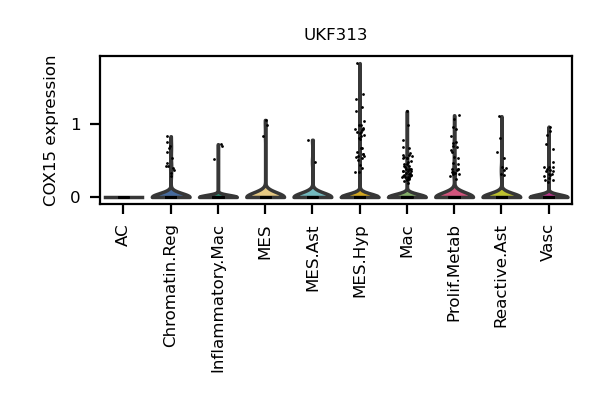 UKF313
COX15 expression
1
0
AC
Chromatin.Reg
Inflammatory.Mac
MES
MES.Ast
MES.Hyp
Mac
Prolif.Metab
Reactive.Ast
Vasc